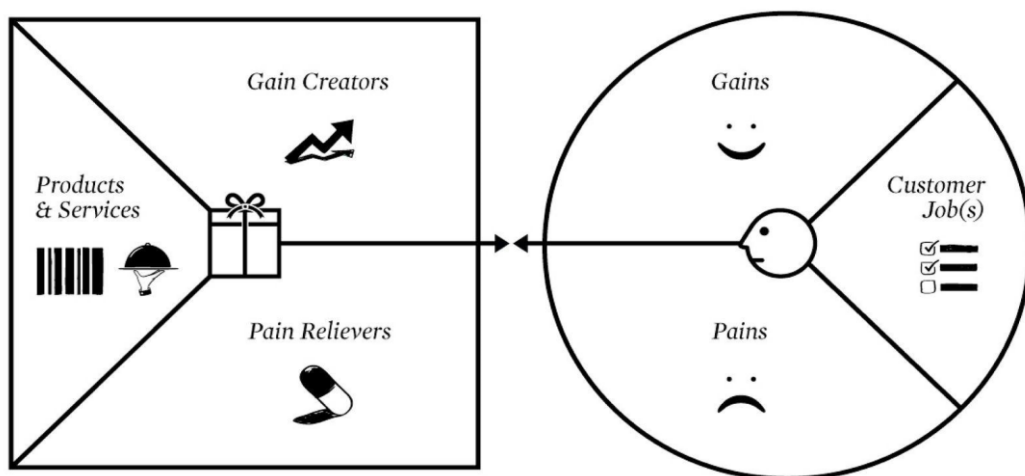 Gain Creators
Products
& Services
Pain Relievers
Gains
Customer
Job(s)
Pains